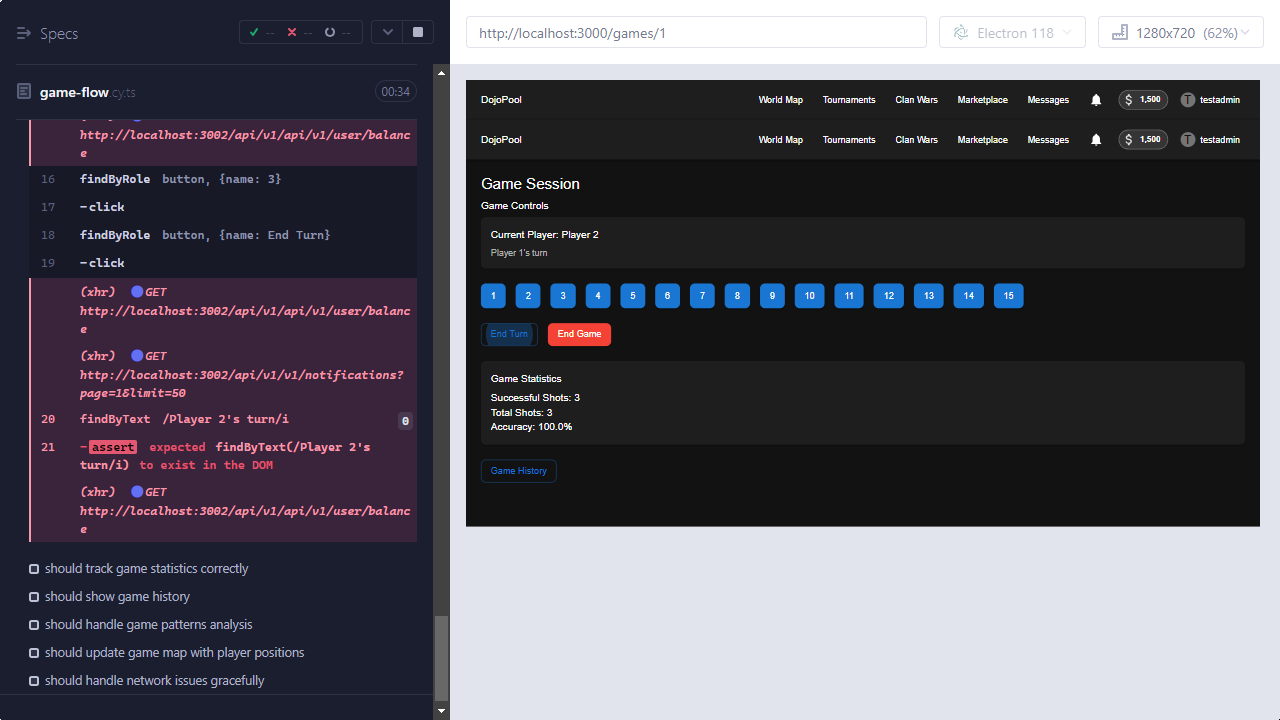 Specs
-- -- --
game-flow.cy.ts 00:34
http://localhost:3002/api/v1/api/v1/user/balanc
e
16 findByRole button, {name: 3}
17 -click
18 findByRole button, {name: End Turn}
19 -click
(xhr) GET
http://localhost:3002/api/v1/api/v1/user/balanc
e
(xhr) GET
http://localhost:3002/api/v1/v1/notifications?
page=1&limit=50
20 findByText /Player 2's turn/i 0
21 -assert expected findByText(/Player 2's
turn/i) to exist in the DOM
(xhr) GET
http://localhost:3002/api/v1/api/v1/user/balanc
e
should track game statistics correctly
should show game history
should handle game patterns analysis
should update game map with player positions
should handle network issues gracefully
http://localhost:3000/games/1
Electron 118
1280x720 (62%)
DojoPool World Map Tournaments Clan Wars Marketplace Messages $ 1,500 T testadmin
DojoPool World Map Tournaments Clan Wars Marketplace Messages $ 1,500 T testadmin
Game Session
Game Controls
Current Player: Player 2
Player 1's turn
1 2 3 4 5 6 7 8 9 10 11 12 13 14 15
End Turn End Game
Game Statistics
Successful Shots: 3
Total Shots: 3
Accuracy: 100.0%
Game History